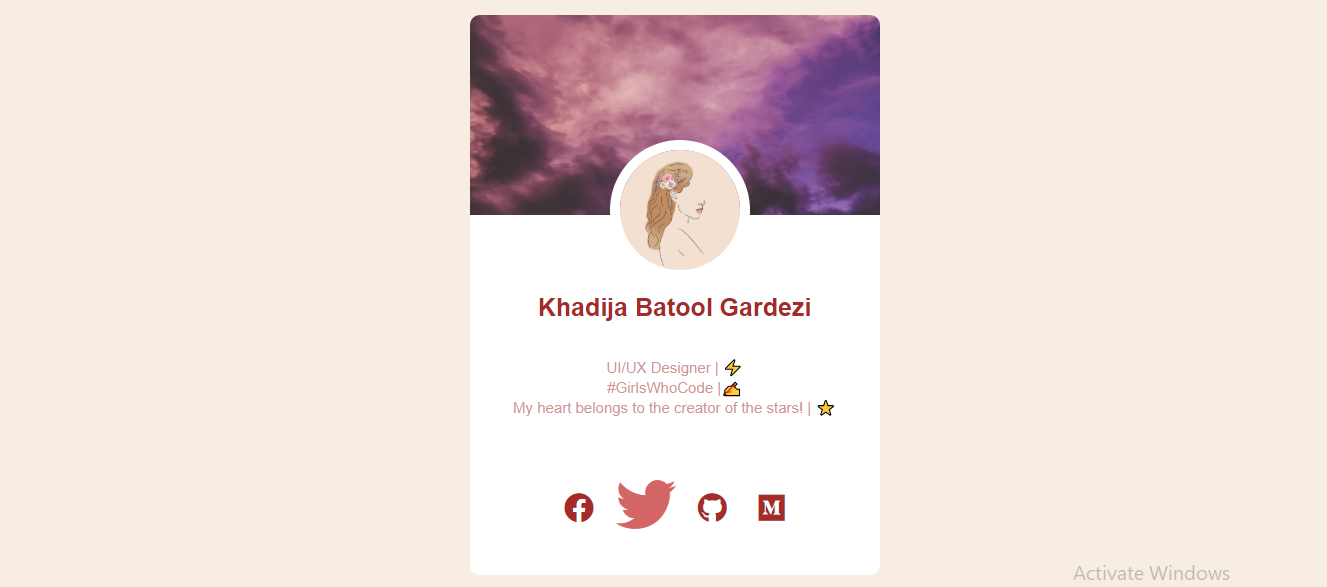 Khadija Batool Gardezi
UI/UX Designer | ⚡
#GirlsWhoCode |✍
My heart belongs to the creator of the stars! | ⭐
M
Activate Windows